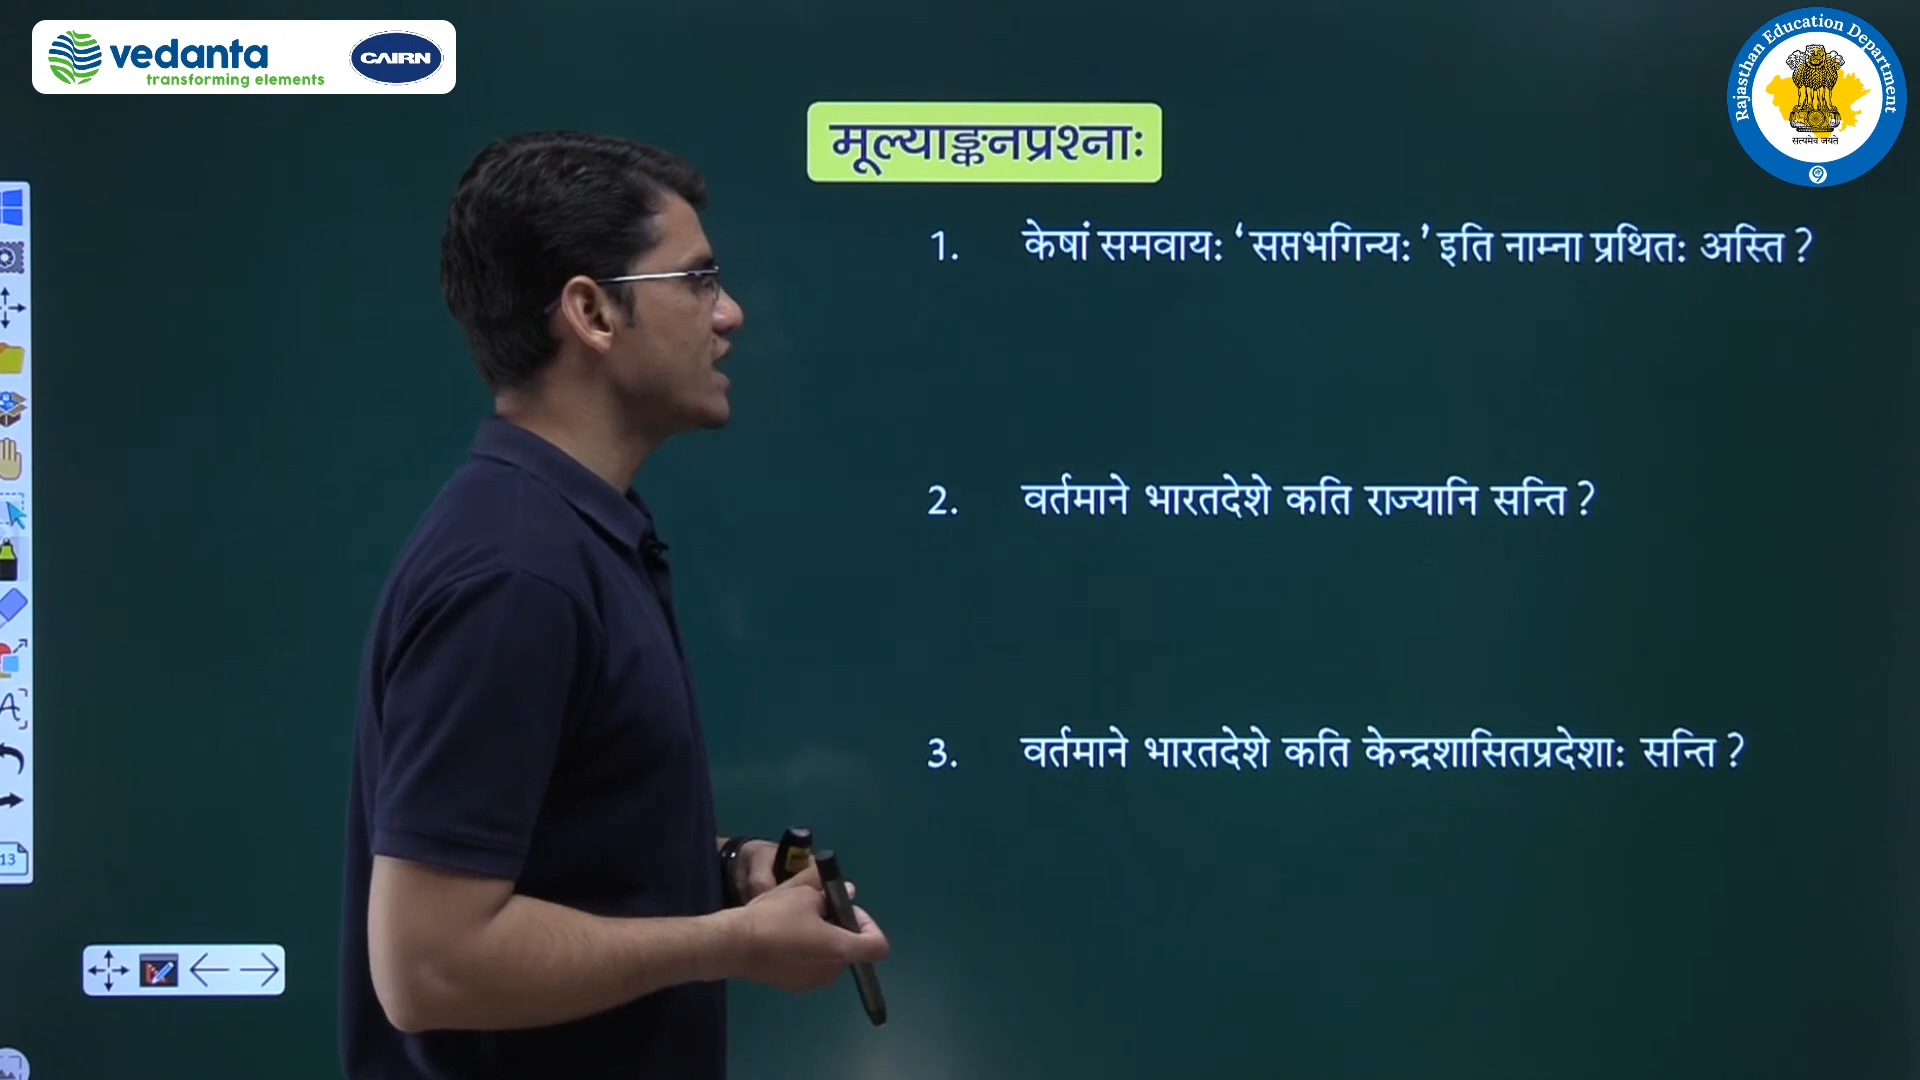 vedanta
transforming elements
CAIRN
Rajasthan Education Department
सत्यमेव जयते
मूल्याङ्कनप्रश्नाः
1. केषां समवायः ‘सप्तभगिन्यः’ इति नाम्ना प्रथितः अस्ति ?
2. वर्तमाने भारतदेशे कति राज्यानि सन्ति ?
3. वर्तमाने भारतदेशे कति केन्द्रशासितप्रदेशाः सन्ति ?
13